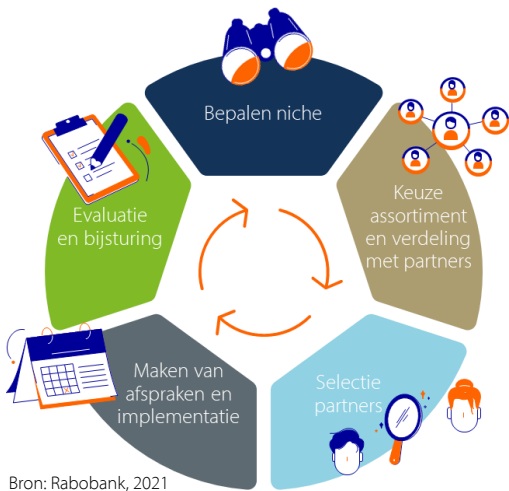 Bepalen niche
Keuze
assortiment
en verdeling
met partners
Selectie
partners
Maken van
afspraken en
implementatie
Evaluatie
en bijsturing
Bron: Rabobank, 2021